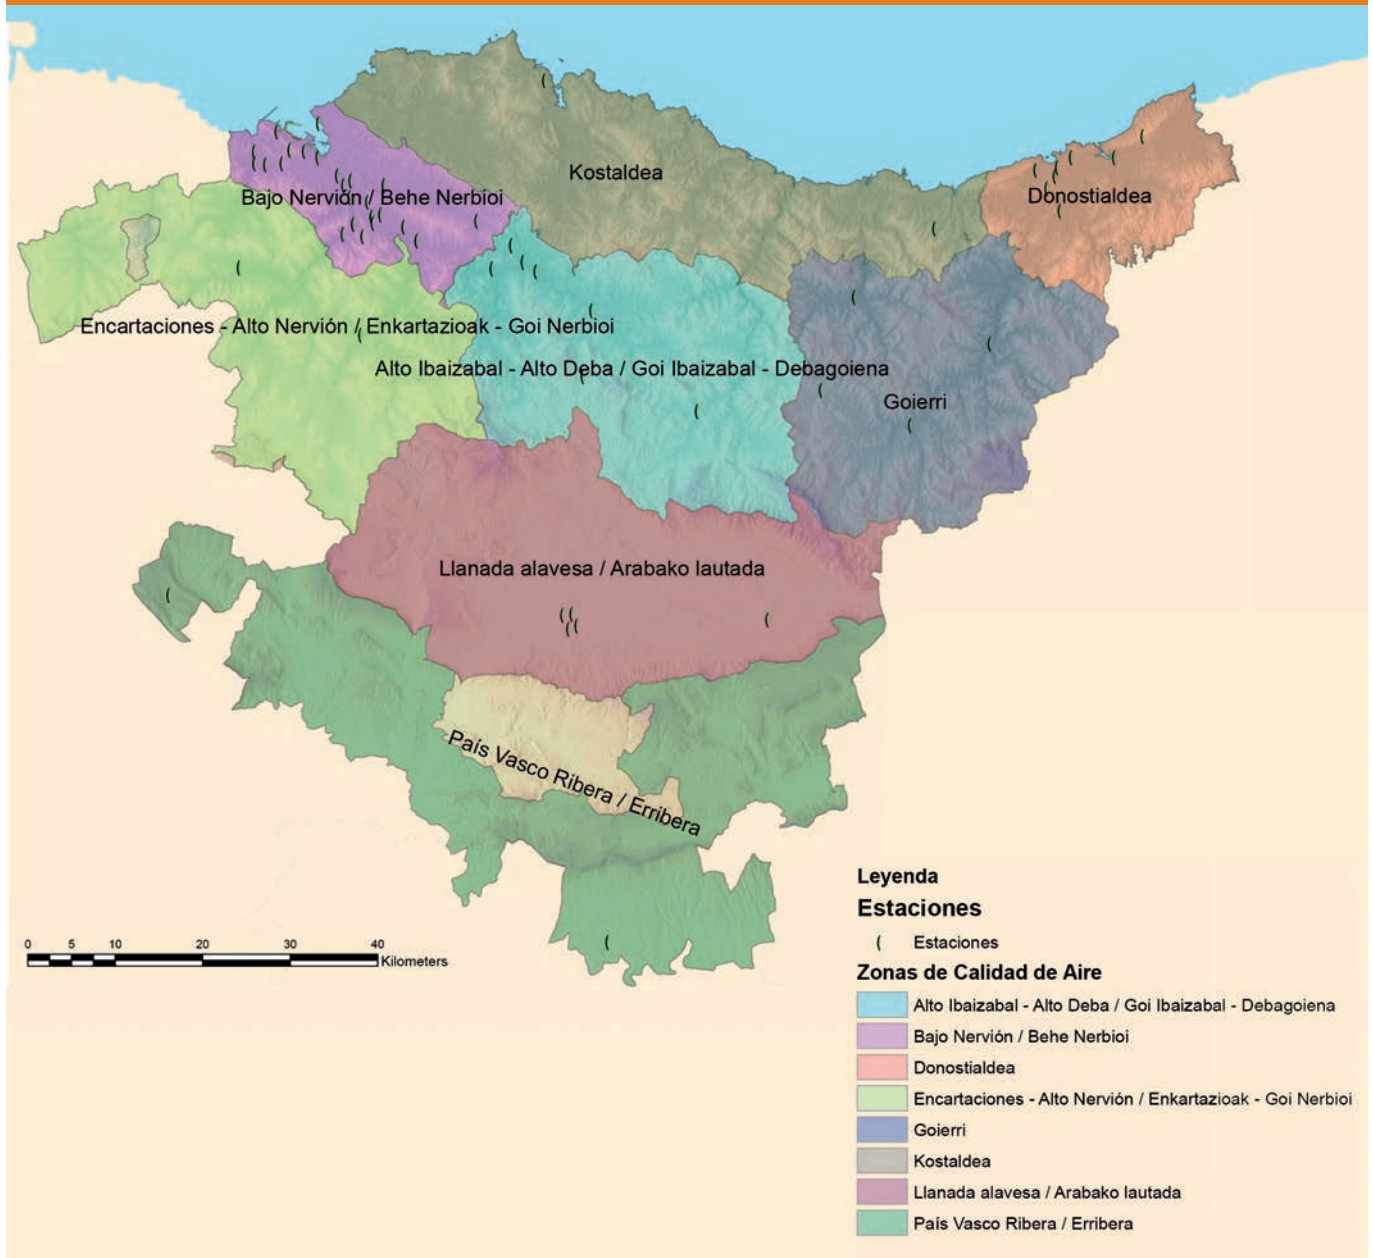 Kostaldea
Bajo Nervión / Behe Nerbioi
Donostialdea
Encartaciones - Alto Nervión / Enkartazioak - Goi Nerbioi
Alto Ibaizabal - Alto Deba / Goi Ibaizabal - Debagoiena
Goierri
Llanada alavesa / Arabako lautada
País Vasco Ribera / Erribera
0 5 10 20 30 40
Kilometers
Leyenda
Estaciones
Estaciones
Zonas de Calidad de Aire
Alto Ibaizabal - Alto Deba / Goi Ibaizabal - Debagoiena
Bajo Nervión / Behe Nerbioi
Donostialdea
Encartaciones - Alto Nervión / Enkartazioak - Goi Nerbioi
Goierri
Kostaldea
Llanada alavesa / Arabako lautada
País Vasco Ribera / Erribera